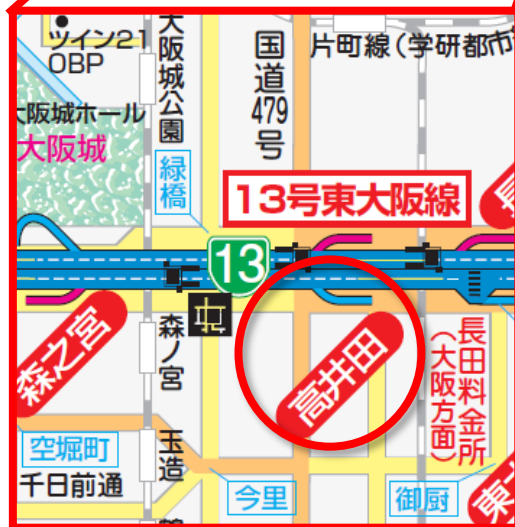 ツイン21
OBP
大阪城公園
国道479号
片町線(学研都市
大阪城ホール
大阪城
緑橋
13号東大阪線
長
13
森之宮
森ノ宮
高井田
長田料金所
(大阪方面)
空堀町
玉造
千日前通
今里
御厨
東大
鶴